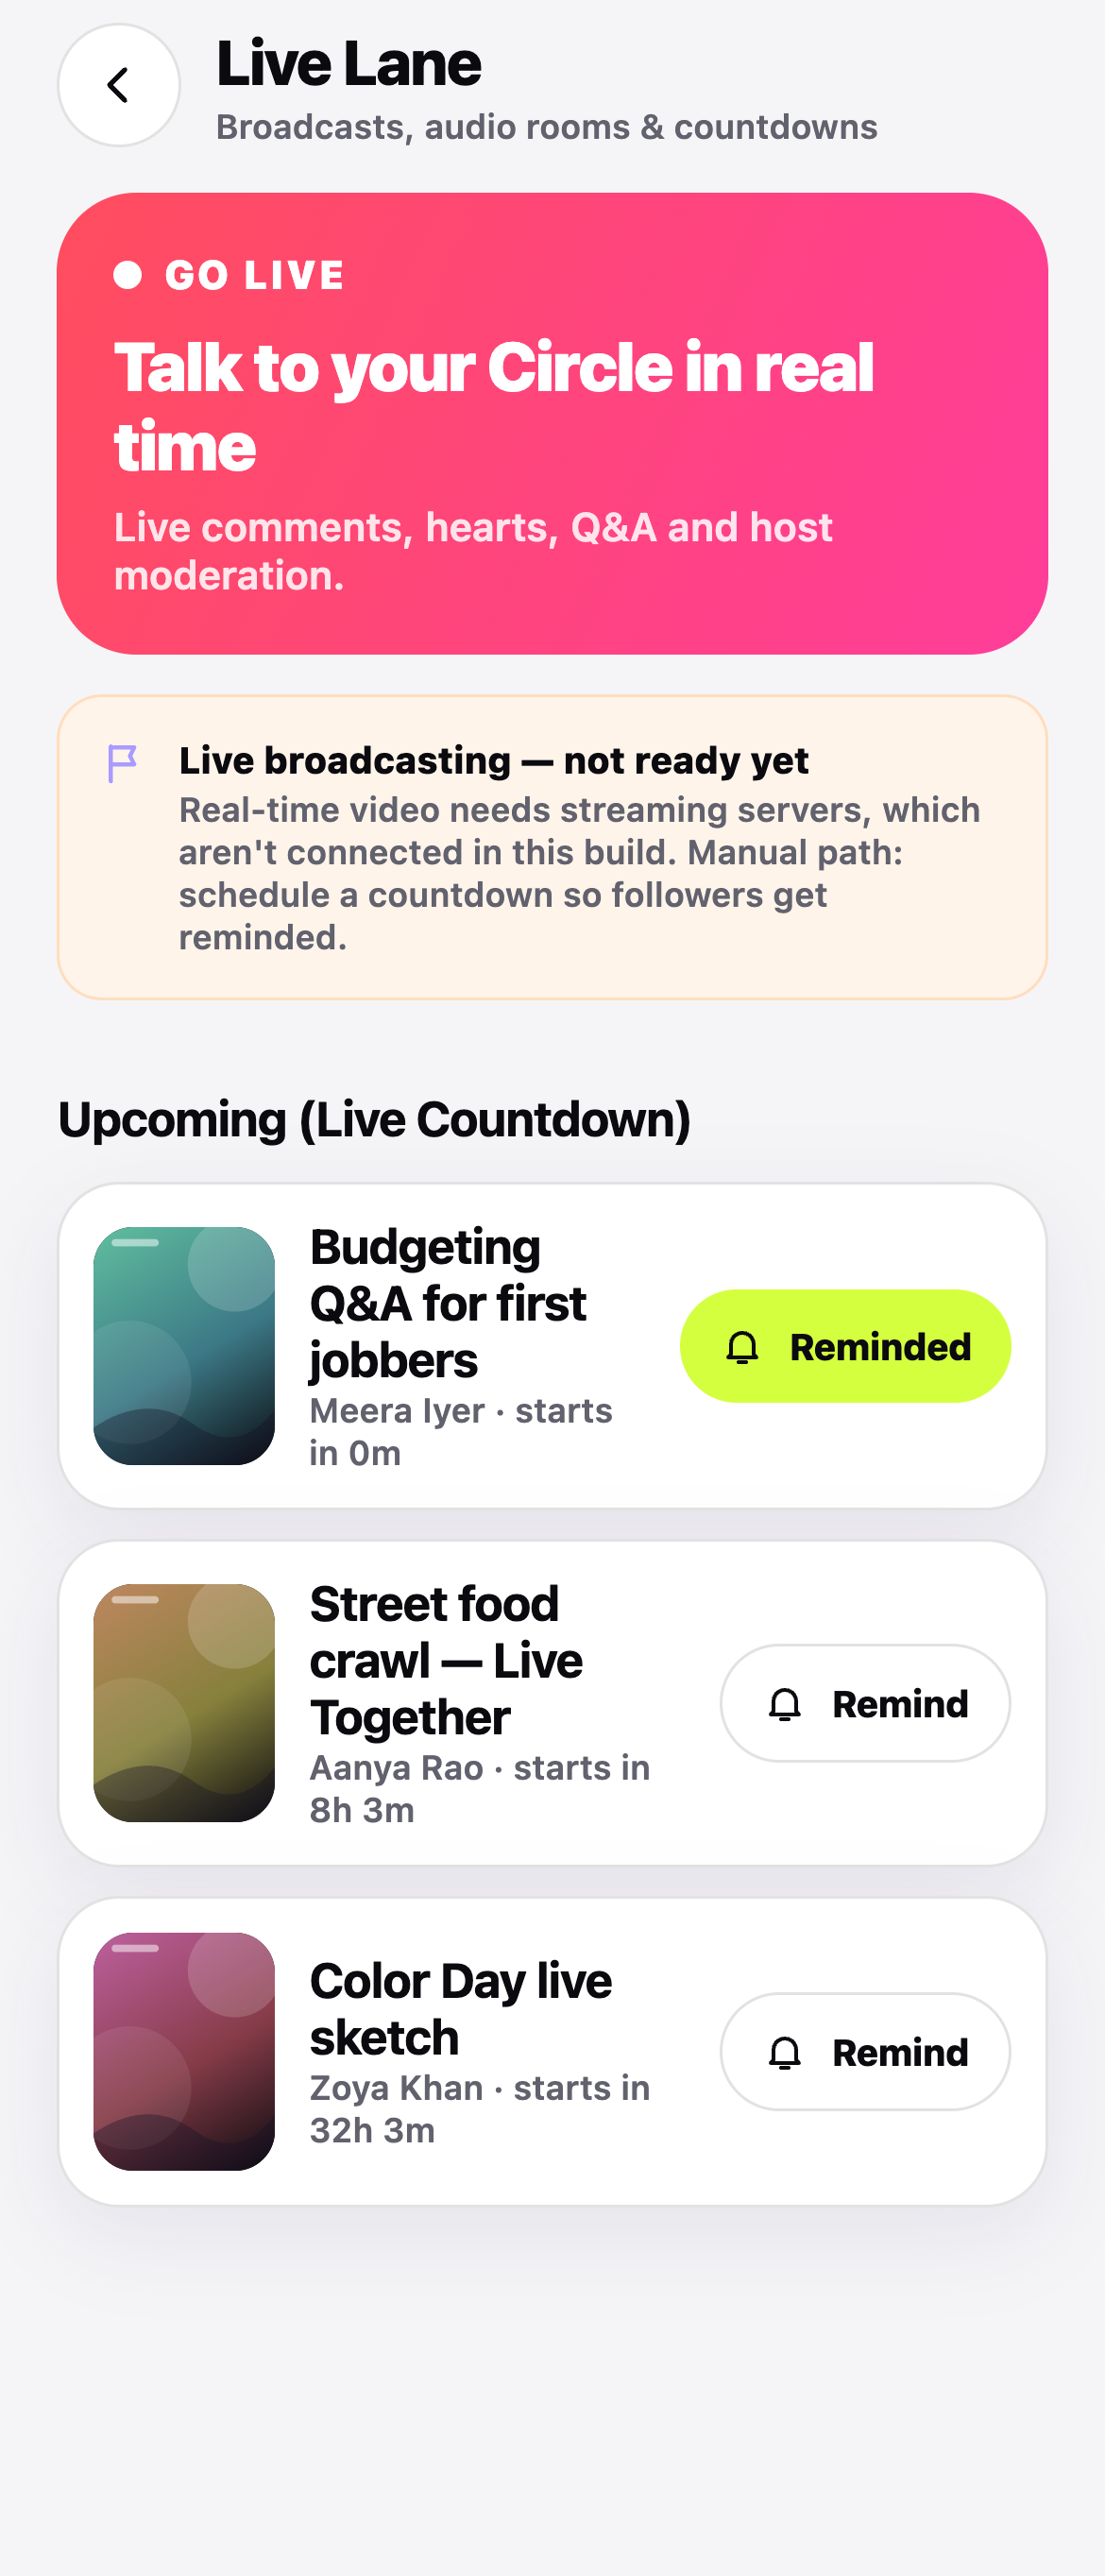 Live Lane
Broadcasts, audio rooms & countdowns
GO LIVE
Talk to your Circle in real
time
Live comments, hearts, Q&A and host
moderation.
Live broadcasting — not ready yet
Real-time video needs streaming servers, which
aren't connected in this build. Manual path:
schedule a countdown so followers get
reminded.
Upcoming (Live Countdown)
Budgeting
Q&A for first
jobbers
Meera Iyer · starts
in 0m
Reminded
Street food
crawl — Live
Together
Aanya Rao · starts in
8h 3m
Remind
Color Day live
sketch
Zoya Khan · starts in
32h 3m
Remind